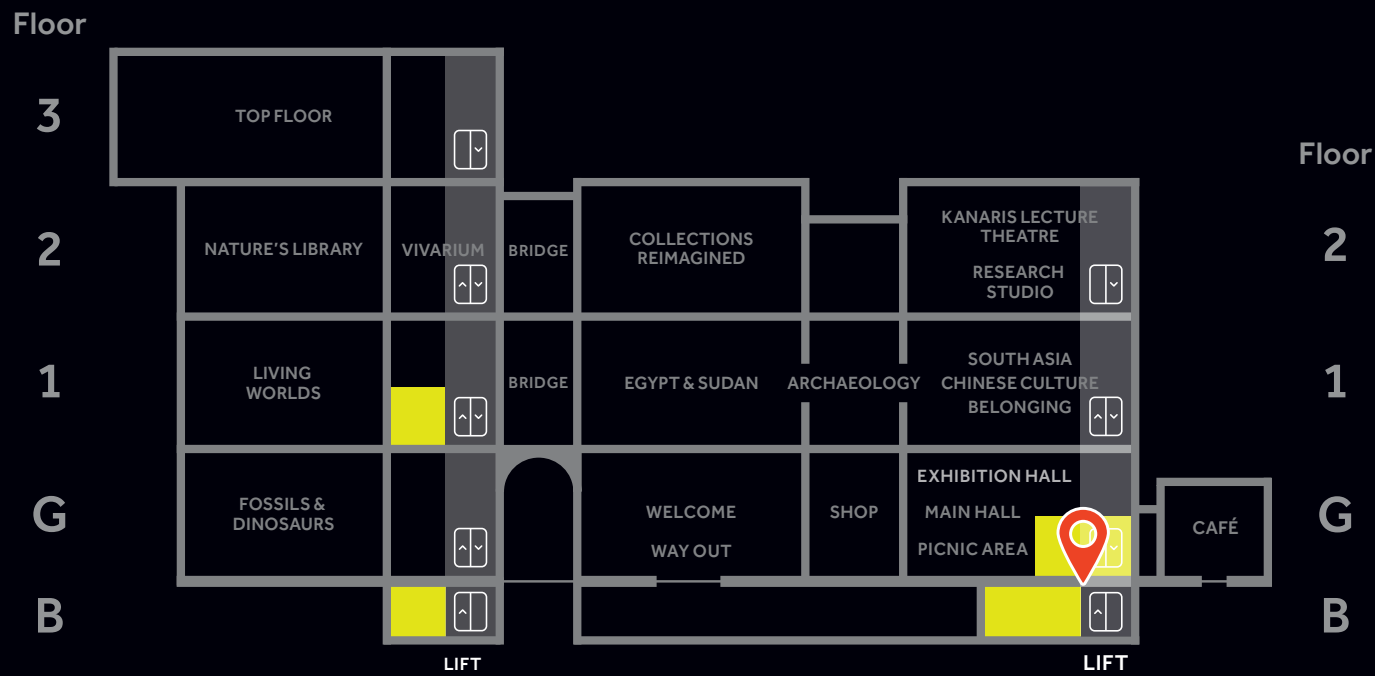 Floor
3
TOP FLOOR
Floor
2
NATURE'S LIBRARY
VIVARIUM
BRIDGE
COLLECTIONS
REIMAGINED
KANARIS LECTURE
THEATRE
RESEARCH
STUDIO
2
1
LIVING
WORLDS
BRIDGE
EGYPT & SUDAN
ARCHAEOLOGY
SOUTH ASIA
CHINESE CULTURE
BELONGING
1
G
FOSSILS &
DINOSAURS
WELCOME
WAY OUT
SHOP
EXHIBITION HALL
MAIN HALL
PICNIC AREA
CAFÉ
G
B
B
LIFT
LIFT